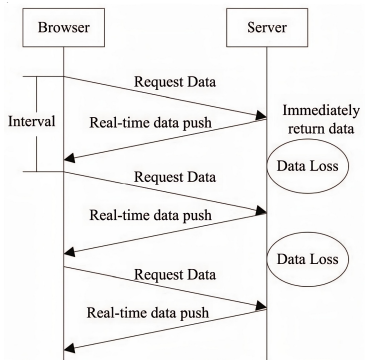 Browser
Server
Request Data
Immediately
return data
Interval
Real-time data push
Data Loss
Request Data
Real-time data push
Data Loss
Request Data
Real-time data push